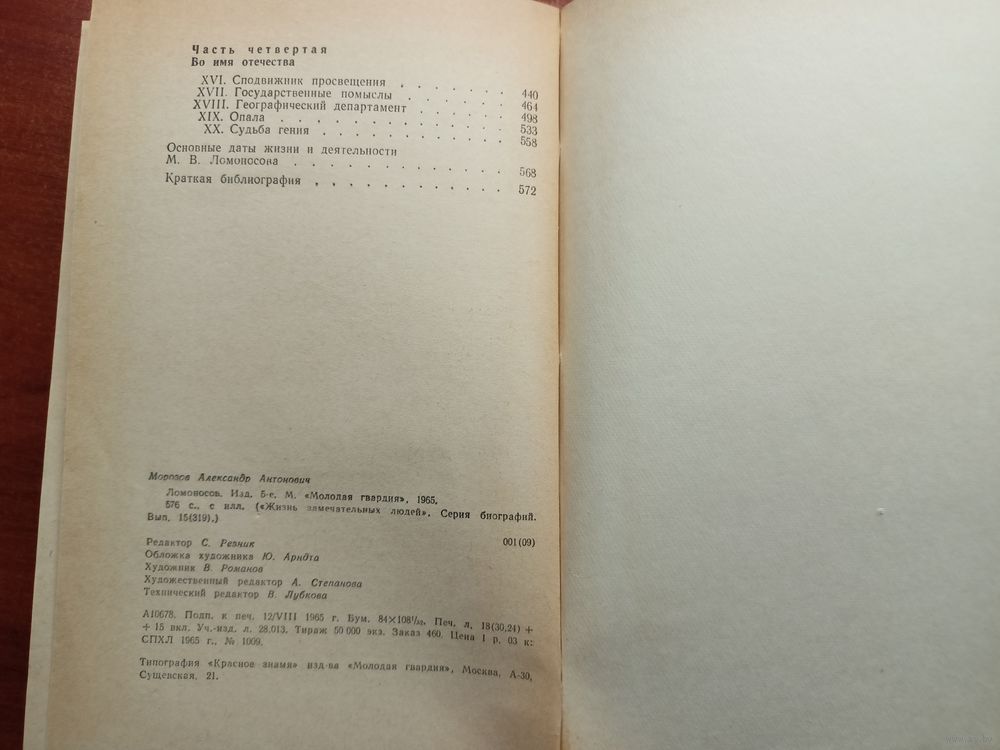 Часть четвертая
Во имя отечества
XVI. Сподвижник просвещения . . . . . . 440
XVII. Государственные помыслы . . . . . 464
XVIII. Географический департамент . . . . 498
XIX. Опала . . . . . . . . . . 533
XX. Судьба гения . . . . . . . . 558
Основные даты жизни и деятельности
М. В. Ломоносова . . . . . . . . . 568
Краткая библиография . . . . . . . . 572
Морозов Александр Антонович
Ломоносов. Изд. 5-е. М. «Молодая гвардия», 1965.
576 с., с илл. («Жизнь замечательных людей». Серия биографий.
Вып. 15(319).)
001(09)
Редактор С. Резник
Обложка художника Ю. Арндта
Художник В. Романов
Художественный редактор А. Степанова
Технический редактор В. Лубкова
А10678. Подп. к печ. 12/VIII 1965 г. Бум. 84×108¹/₃₂. Печ. л. 18(30,24) +
+ 15 вкл. Уч.-изд. л. 28.013. Тираж 50 000 экз. Заказ 460. Цена 1 р. 03 к:
СПХЛ 1965 г., № 1009.
Типография «Красное знамя» изд-ва «Молодая гвардия», Москва, А-30,
Сущевская, 21.